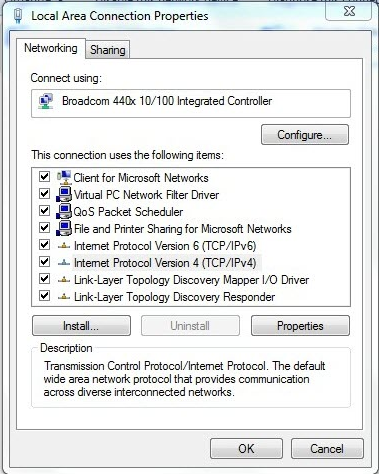 Local Area Connection Properties
Networking
Sharing
Connect using:
Broadcom 440x 10/100 Integrated Controller
Configure...
This connection uses the following items:
Client for Microsoft Networks
Virtual PC Network Filter Driver
QoS Packet Scheduler
File and Printer Sharing for Microsoft Networks
Internet Protocol Version 6 (TCP/IPv6)
Internet Protocol Version 4 (TCP/IPv4)
Link-Layer Topology Discovery Mapper I/O Driver
Link-Layer Topology Discovery Responder
Install...
Uninstall
Properties
Description
Transmission Control Protocol/Internet Protocol. The default
wide area network protocol that provides communication
across diverse interconnected networks.
OK
Cancel